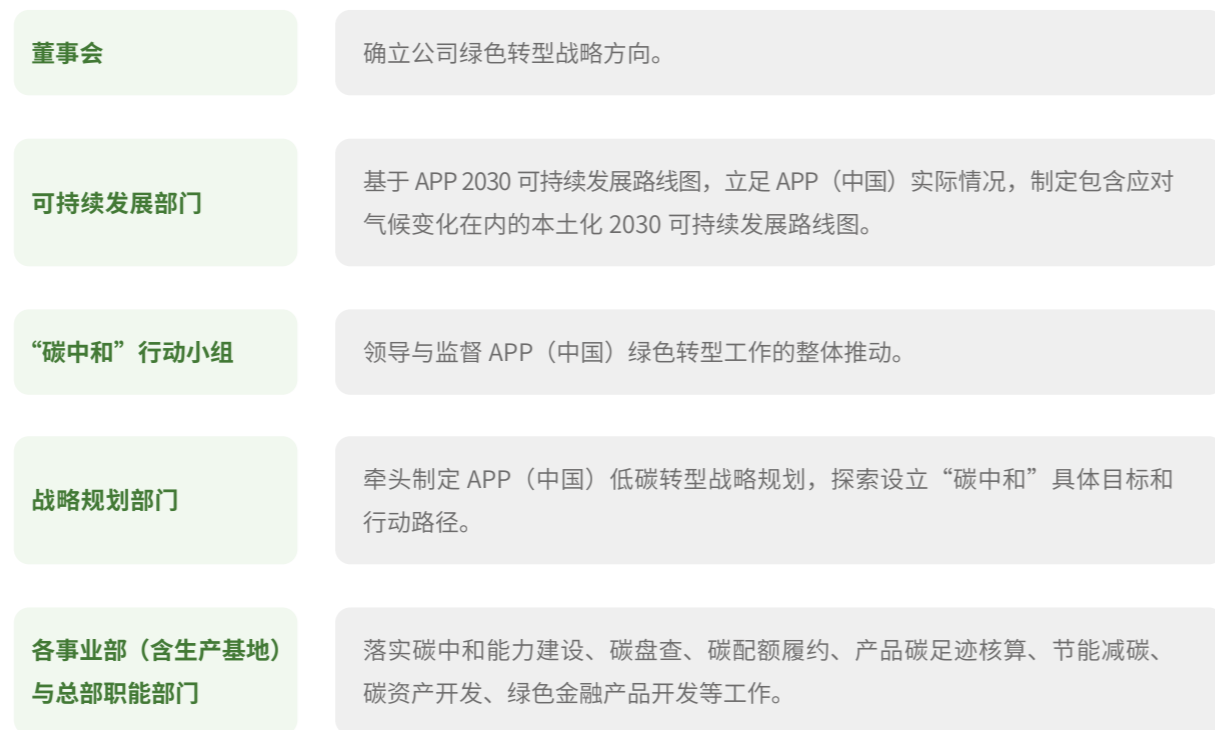 董事会
确立公司绿色转型战略方向。
可持续发展部门
基于 APP 2030 可持续发展路线图，立足 APP（中国）实际情况，制定包含应对
气候变化在内的本土化 2030 可持续发展路线图。
“碳中和”行动小组
领导与监督 APP（中国）绿色转型工作的整体推动。
战略规划部门
牵头制定 APP（中国）低碳转型战略规划，探索设立“碳中和”具体目标和
行动路径。
各事业部（含生产基地）
与总部职能部门
落实碳中和能力建设、碳盘查、碳配额履约、产品碳足迹核算、节能减碳、
碳资产开发、绿色金融产品开发等工作。